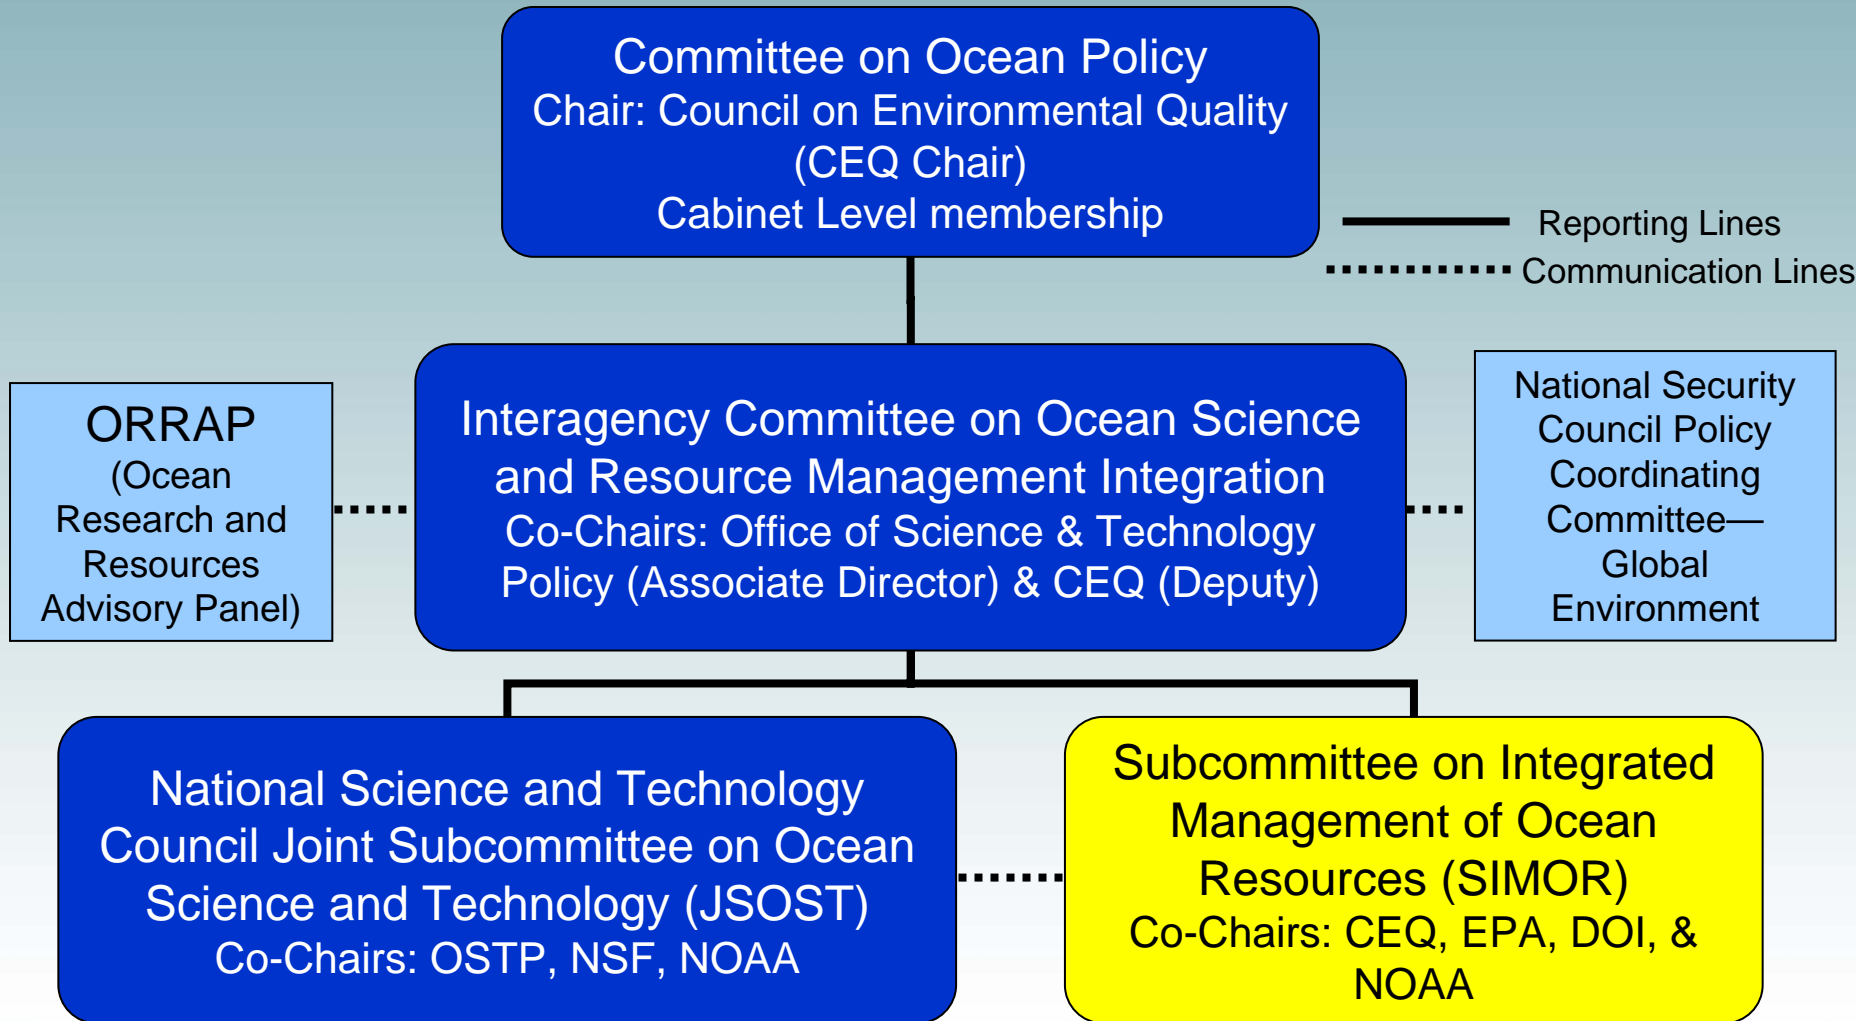 Committee on Ocean Policy
Chair: Council on Environmental Quality
(CEQ Chair)
Cabinet Level membership
Reporting Lines
Communication Lines
ORRAP
(Ocean
Research and
Resources
Advisory Panel)
Interagency Committee on Ocean Science
and Resource Management Integration
Co-Chairs: Office of Science & Technology
Policy (Associate Director) & CEQ (Deputy)
National Security
Council Policy
Coordinating
Committee—
Global
Environment
National Science and Technology
Council Joint Subcommittee on Ocean
Science and Technology (JSOST)
Co-Chairs: OSTP, NSF, NOAA
Subcommittee on Integrated
Management of Ocean
Resources (SIMOR)
Co-Chairs: CEQ, EPA, DOI, &
NOAA